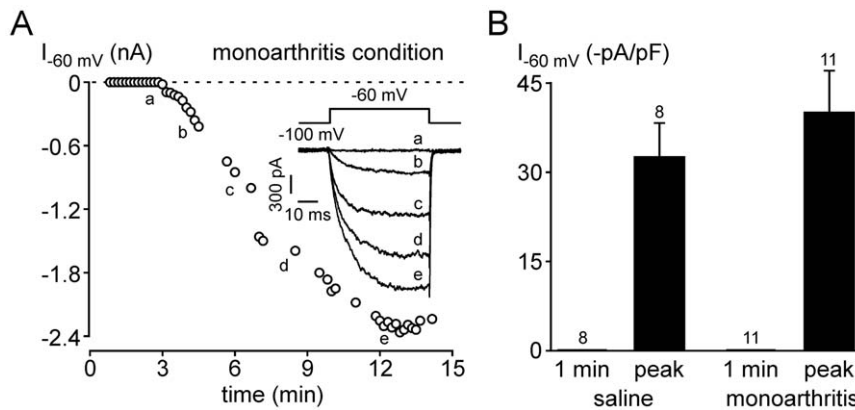 A
I-60 mV (nA)
monoarthritis condition
0
-0.6
-1.2
-1.8
-2.4
a
b
c
d
e
-60 mV
-100 mV
300 pA
10 ms
a
b
c
d
e
0 3 6 9 12 15
time (min)
B
I-60 mV (-pA/pF)
45
30
15
0
8
8
11
11
1 min peak 1 min peak
saline monoarthritis